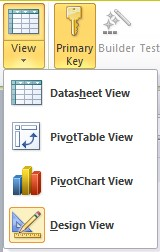 View
Primary Key
Builder
Test
Datasheet View
PivotTable View
PivotChart View
Design View